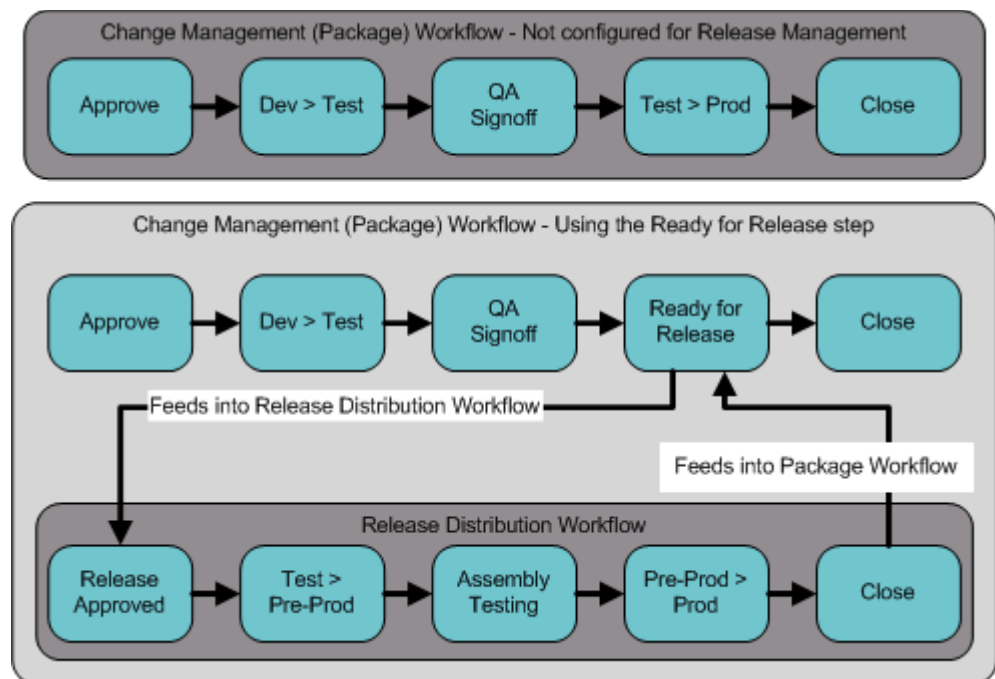 Change Management (Package) Workflow - Not configured for Release Management
Approve
Dev > Test
QA
Signoff
Test > Prod
Close
Change Management (Package) Workflow - Using the Ready for Release step
Approve
Dev > Test
QA
Signoff
Ready for
Release
Close
Feeds into Release Distribution Workflow
Feeds into Package Workflow
Release Distribution Workflow
Release
Approved
Test >
Pre-Prod
Assembly
Testing
Pre-Prod >
Prod
Close